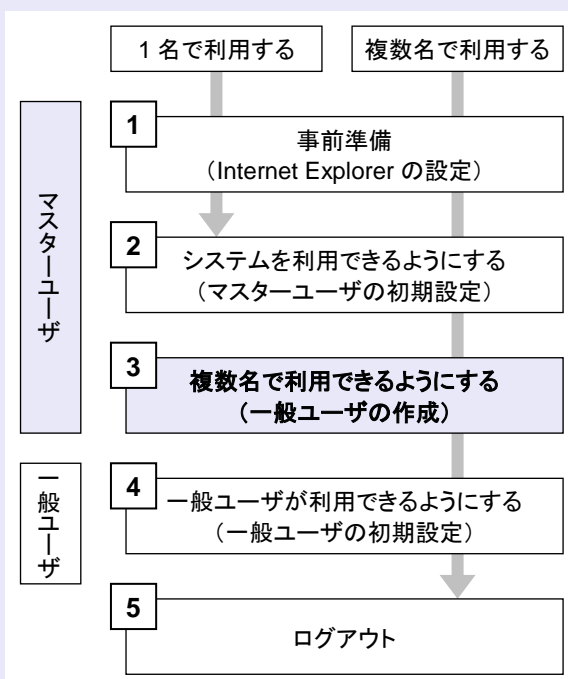 1 名で利用する
複数名で利用する
マスターユーザ
1
事前準備
（Internet Explorer の設定）
2
システムを利用できるようにする
（マスターユーザの初期設定）
3
複数名で利用できるようにする
（一般ユーザの作成）
一般ユーザ
4
一般ユーザが利用できるようにする
（一般ユーザの初期設定）
5
ログアウト